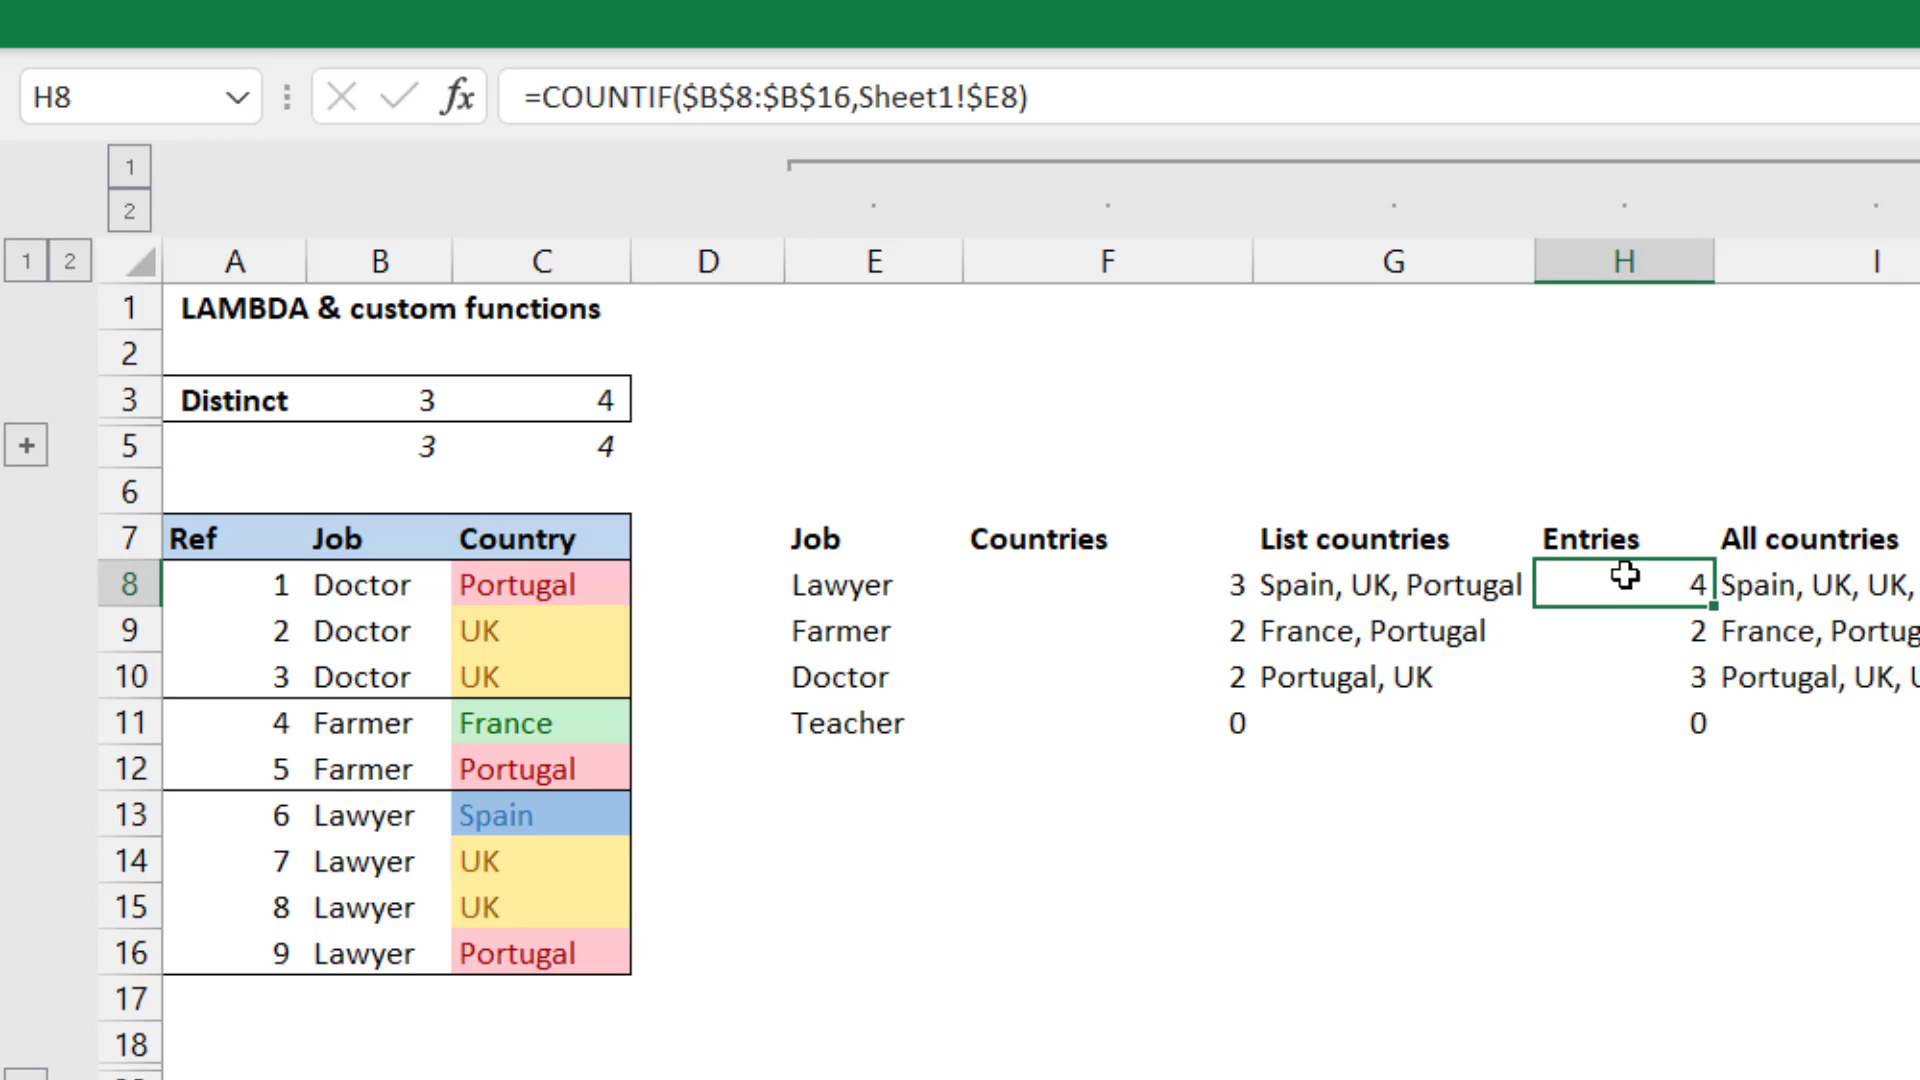 H8 fx =COUNTIF($B$8:$B$16,Sheet1!$E8)
1
2
1 2 A B C D E F G H I
1 LAMBDA & custom functions
2
3 Distinct 3 4
+ 5 3 4
6
7 Ref Job Country Job Countries List countries Entries All countries
8 1 Doctor Portugal Lawyer 3 Spain, UK, Portugal 4 Spain, UK, UK,
9 2 Doctor UK Farmer 2 France, Portugal 2 France, Portug
10 3 Doctor UK Doctor 2 Portugal, UK 3 Portugal, UK, U
11 4 Farmer France Teacher 0 0
12 5 Farmer Portugal
13 6 Lawyer Spain
14 7 Lawyer UK
15 8 Lawyer UK
16 9 Lawyer Portugal
17
18